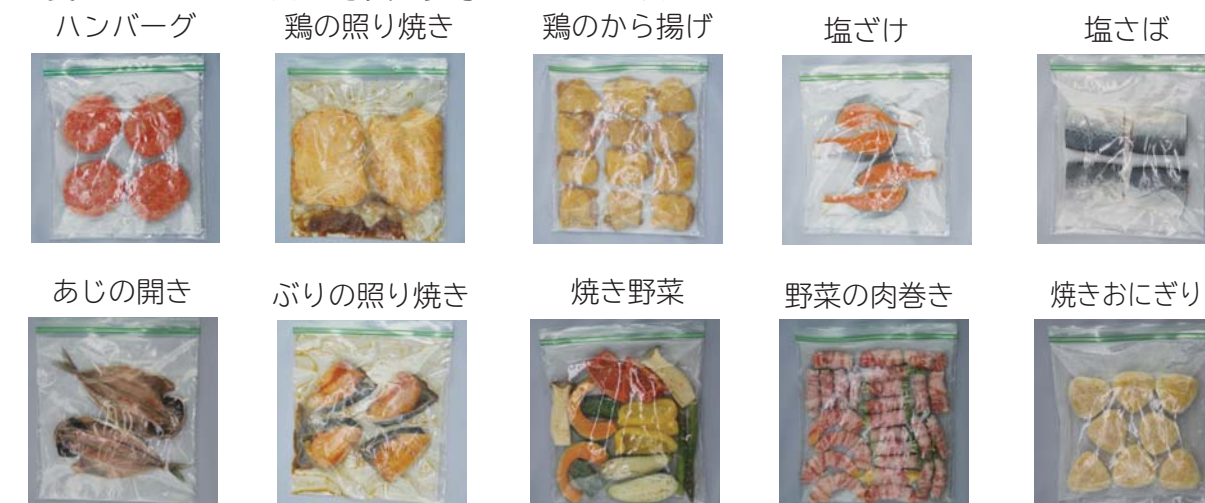 ハンバーグ
鶏の照り焼き
鶏のから揚げ
塩ざけ
塩さば
あじの開き
ぶりの照り焼き
焼き野菜
野菜の肉巻き
焼きおにぎり